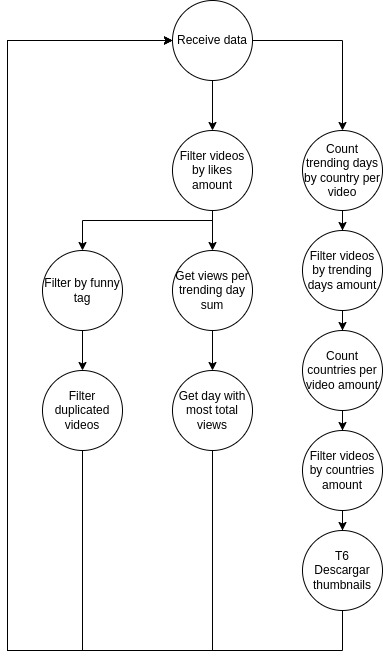 Receive data
Filter videos
by likes
amount
Count
trending days
by country per
video
Filter by funny
tag
Get views per
trending day
sum
Filter videos
by trending
days amount
Filter
duplicated
videos
Get day with
most total
views
Count
countries per
video amount
Filter videos
by countries
amount
T6
Descargar
thumbnails